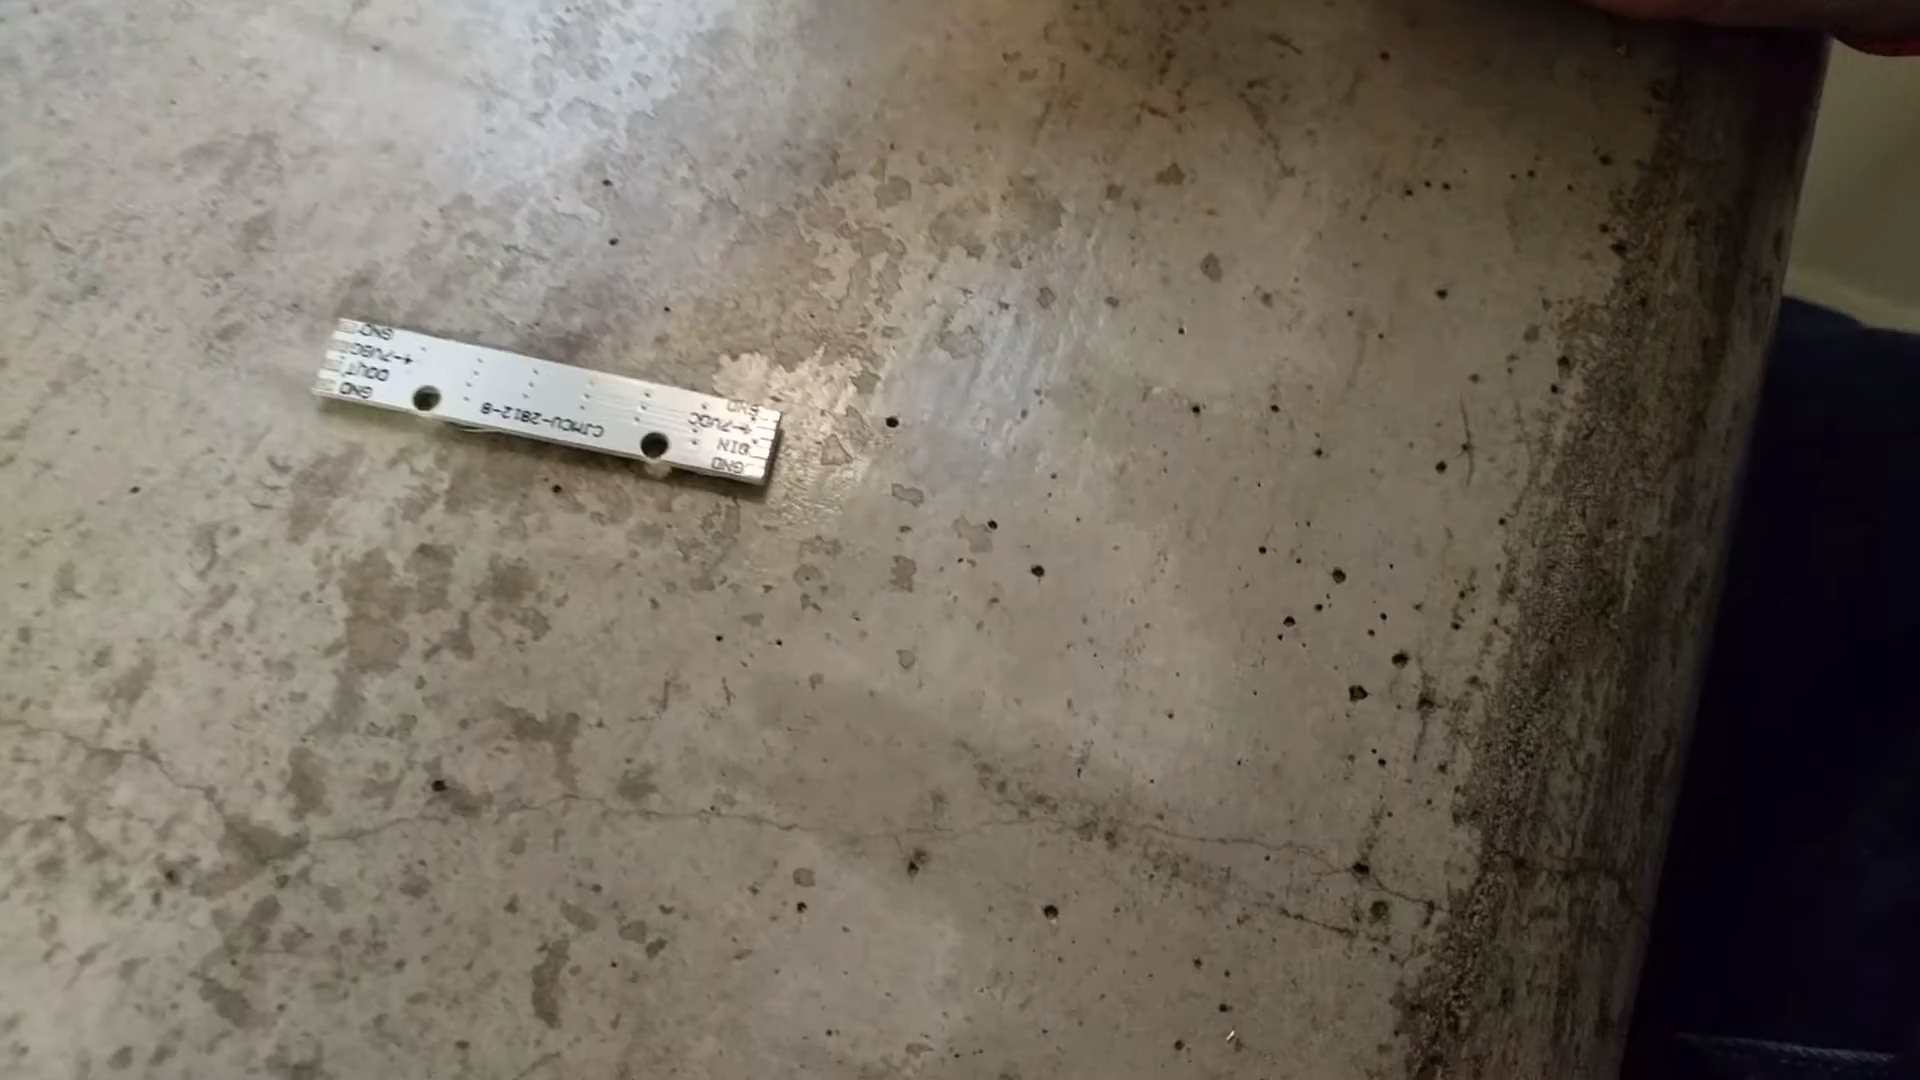 GND
DIN
4-7VDC
GND
CJMCU-2812-8
GND
DOUT
4-7VDC
GND